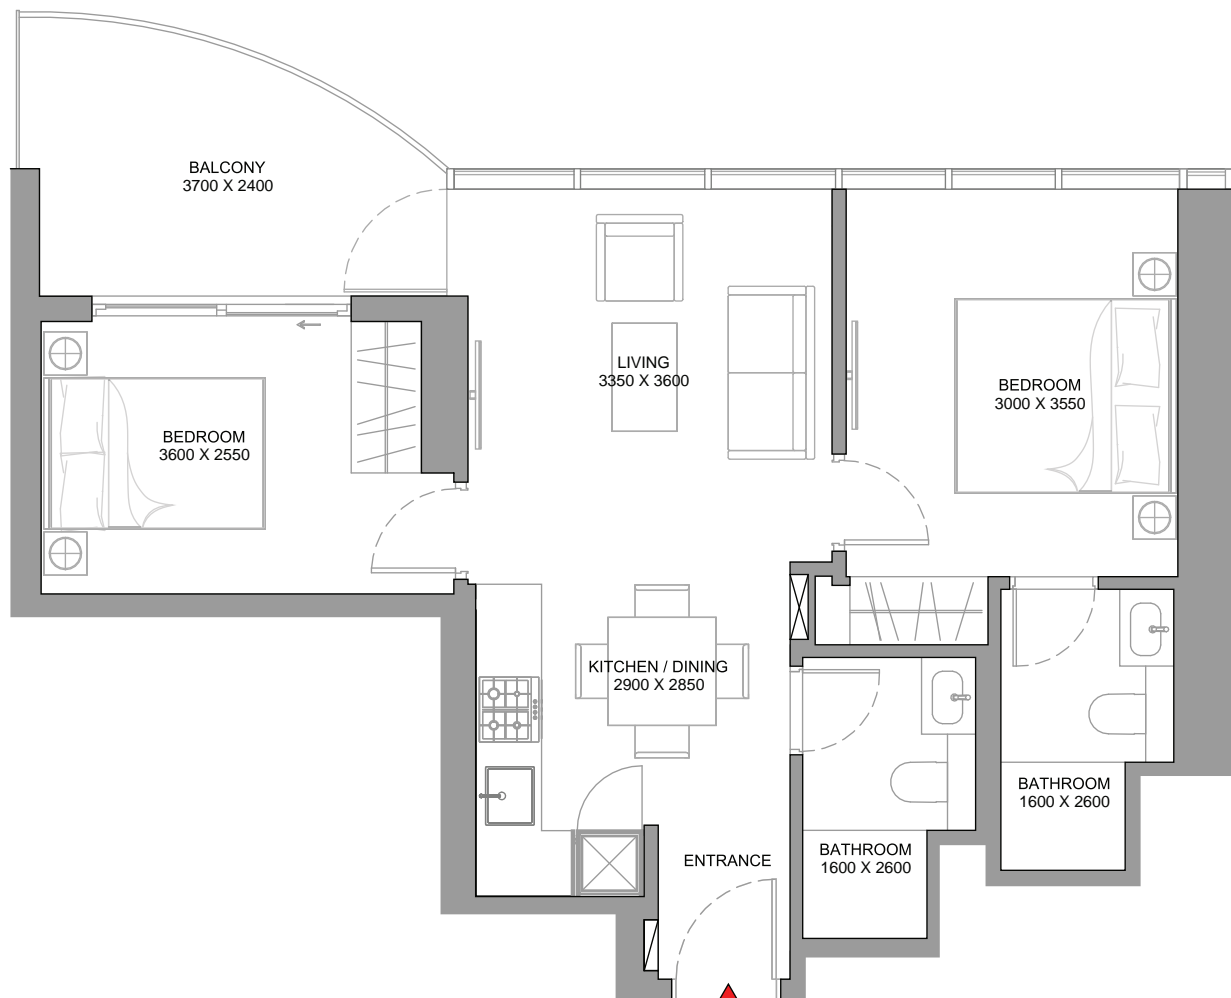 BALCONY
3700 X 2400
LIVING
3350 X 3600
BEDROOM
3000 X 3550
BEDROOM
3600 X 2550
KITCHEN / DINING
2900 X 2850
BATHROOM
1600 X 2600
ENTRANCE
BATHROOM
1600 X 2600